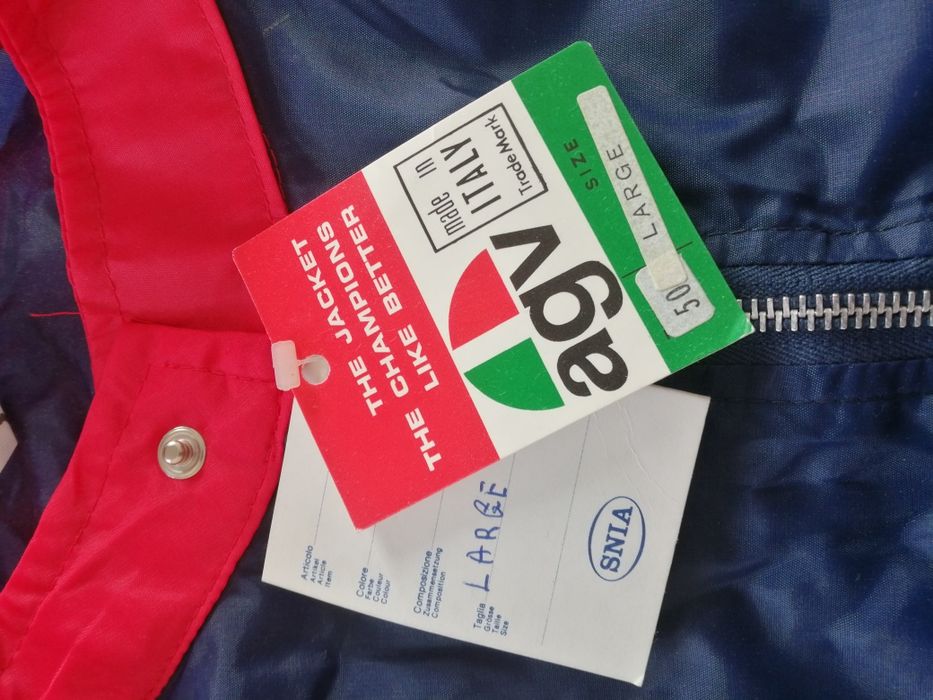 THE JACKET
THE CHAMPIONS
LIKE BETTER
made in
ITALY
Trade Mark
agv
SIZE
50 LARGE
Articolo
Artikel
Article
Item
Colore
Farbe
Couleur
Colour
Composizione
Zusammensetzung
Composition
Taglia
Grösse
Taille
Size
LARGE
SNIA